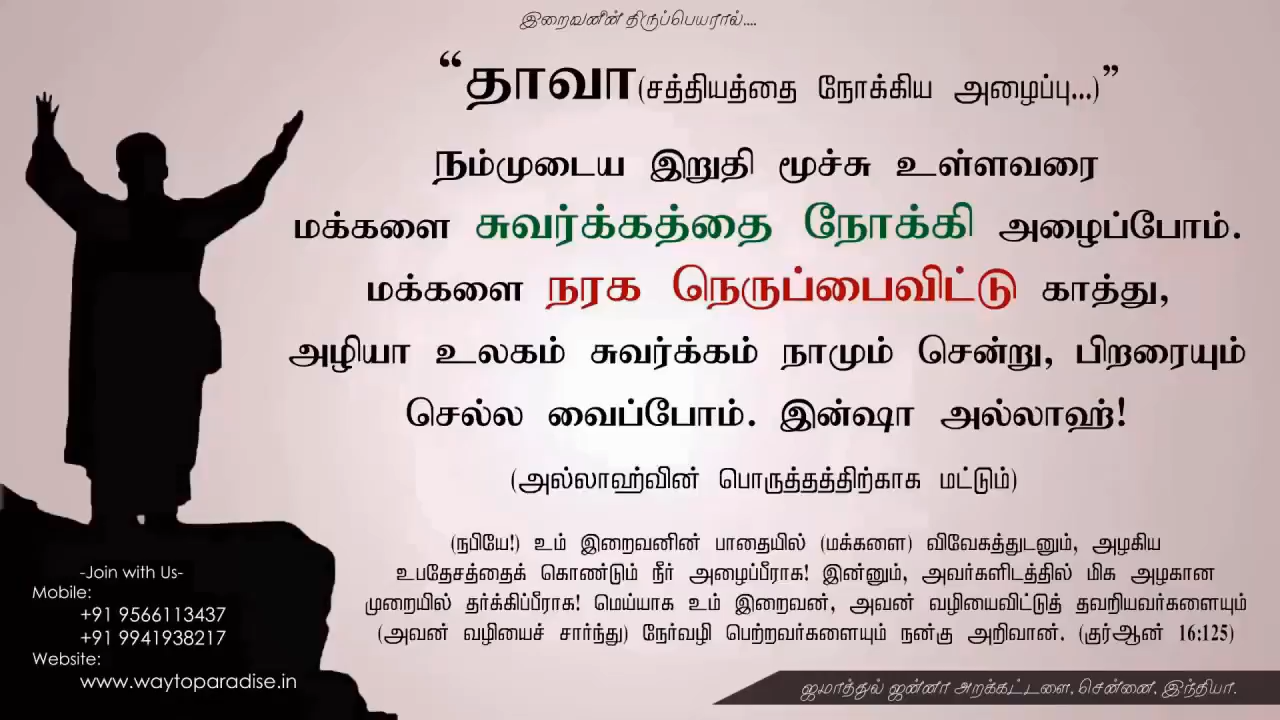 இறைவனின் திருப்பெயரால்....
“தாவா(சத்தியத்தை நோக்கிய அழைப்பு...)”
நம்முடைய இறுதி மூச்சு உள்ளவரை
மக்களை சுவர்க்கத்தை நோக்கி அழைப்போம்.
மக்களை நரக நெருப்பைவிட்டு காத்து,
அழியா உலகம் சுவர்க்கம் நாமும் சென்று, பிறரையும்
செல்ல வைப்போம். இன்ஷா அல்லாஹ்!
(அல்லாஹ்வின் பொருத்தத்திற்காக மட்டும்)
(நபியே!) உம் இறைவனின் பாதையில் (மக்களை) விவேகத்துடனும், அழகிய
உபதேசத்தைக் கொண்டும் நீர் அழைப்பீராக! இன்னும், அவர்களிடத்தில் மிக அழகான
முறையில் தர்க்கிப்பீராக! மெய்யாக உம் இறைவன், அவன் வழியைவிட்டுத் தவறியவர்களையும்
(அவன் வழியைச் சார்ந்து) நேர்வழி பெற்றவர்களையும் நன்கு அறிவான். (குர்ஆன் 16:125)
-Join with Us-
Mobile:
+91 9566113437
+91 9941938217
Website:
www.waytoparadise.in
ஜமாத்துல் ஜன்னா அறக்கட்டளை, சென்னை, இந்தியா.